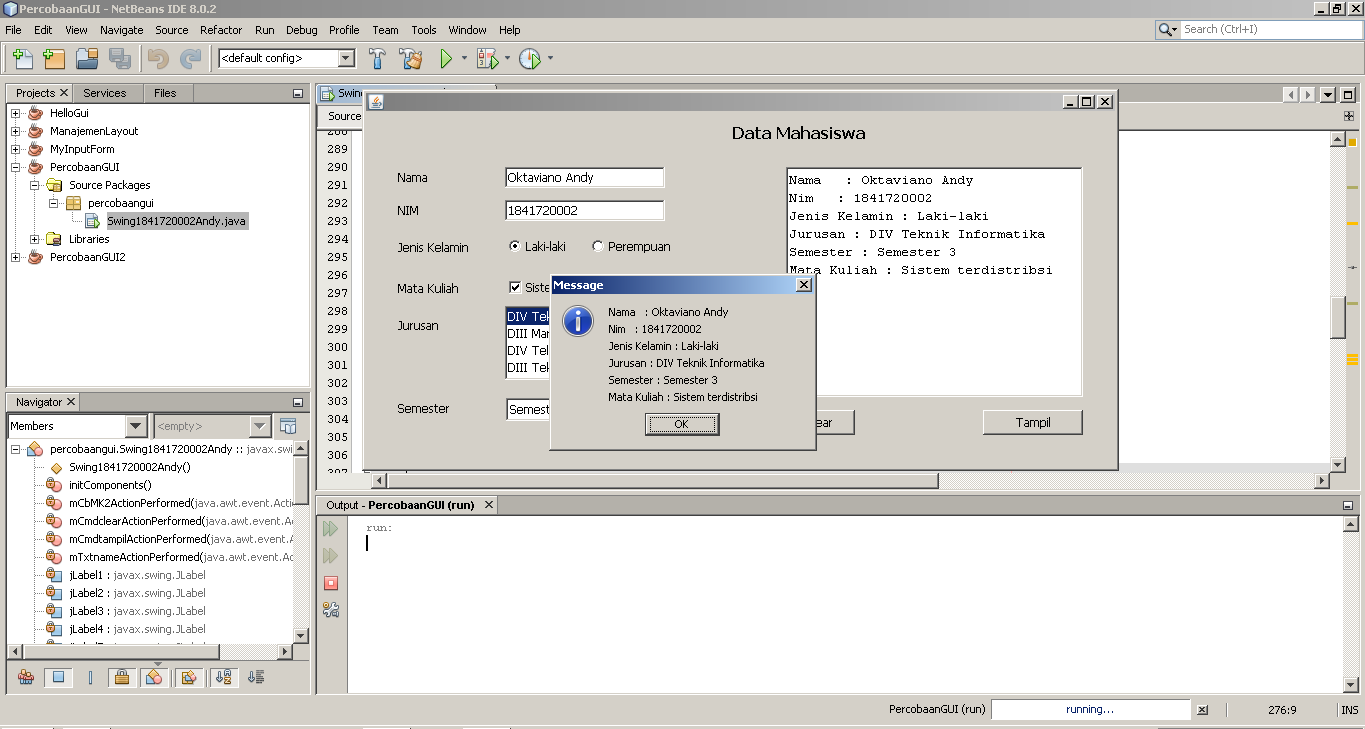 PercobaanGUI - NetBeans IDE 8.0.2
File Edit View Navigate Source Refactor Run Debug Profile Team Tools Window Help
Search (Ctrl+I)
<default config>
Projects Services Files
HelloGui
ManajemenLayout
MyInputForm
PercobaanGUI
Source Packages
percobaangui
Swing1841720002Andy.java
Libraries
PercobaanGUI2
Navigator
Members
<empty>
percobaangui.Swing1841720002Andy :: javax.swi
Swing1841720002Andy()
initComponents()
mCbMK2ActionPerformed(java.awt.event.Actio
mCmdclearActionPerformed(java.awt.event.A
mCmdtampilActionPerformed(java.awt.event.
mTxtnameActionPerformed(java.awt.event.Ac
jLabel1 : javax.swing.JLabel
jLabel2 : javax.swing.JLabel
jLabel3 : javax.swing.JLabel
jLabel4 : javax.swing.JLabel
Swin
Source
289
290
291
292
293
294
295
296
297
298
299
300
301
302
303
304
305
306
307
Data Mahasiswa
Nama
Oktaviano Andy
NIM
1841720002
Jenis Kelamin
Laki-laki Perempuan
Mata Kuliah
Siste
Jurusan
DIV Tek
DIII Mar
DIV Tel
DIII Tek
Semester
Semest
Nama : Oktaviano Andy
Nim : 1841720002
Jenis Kelamin : Laki-laki
Jurusan : DIV Teknik Informatika
Semester : Semester 3
Mata Kuliah : Sistem terdistribsi
ear
Tampil
Message
Nama : Oktaviano Andy
Nim : 1841720002
Jenis Kelamin : Laki-laki
Jurusan : DIV Teknik Informatika
Semester : Semester 3
Mata Kuliah : Sistem terdistribsi
OK
Output - PercobaanGUI (run)
run:
PercobaanGUI (run)
running...
276:9
INS